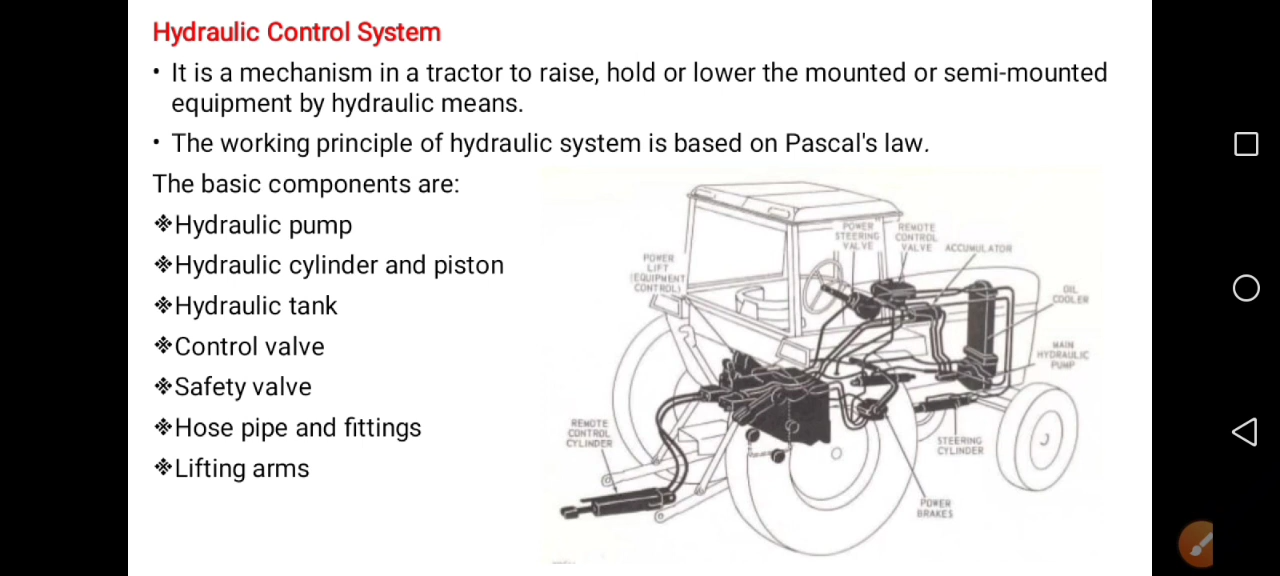 Hydraulic Control System
• It is a mechanism in a tractor to raise, hold or lower the mounted or semi-mounted
equipment by hydraulic means.
• The working principle of hydraulic system is based on Pascal's law.
The basic components are:
❖Hydraulic pump
❖Hydraulic cylinder and piston
❖Hydraulic tank
❖Control valve
❖Safety valve
❖Hose pipe and fittings
❖Lifting arms
POWER
STEERING
VALVE
REMOTE
CONTROL
VALVE
ACCUMULATOR
POWER
LIFT
(EQUIPMENT
CONTROL)
OIL
COOLER
MAIN
HYDRAULIC
PUMP
REMOTE
CONTROL
CYLINDER
STEERING
CYLINDER
POWER
BRAKES